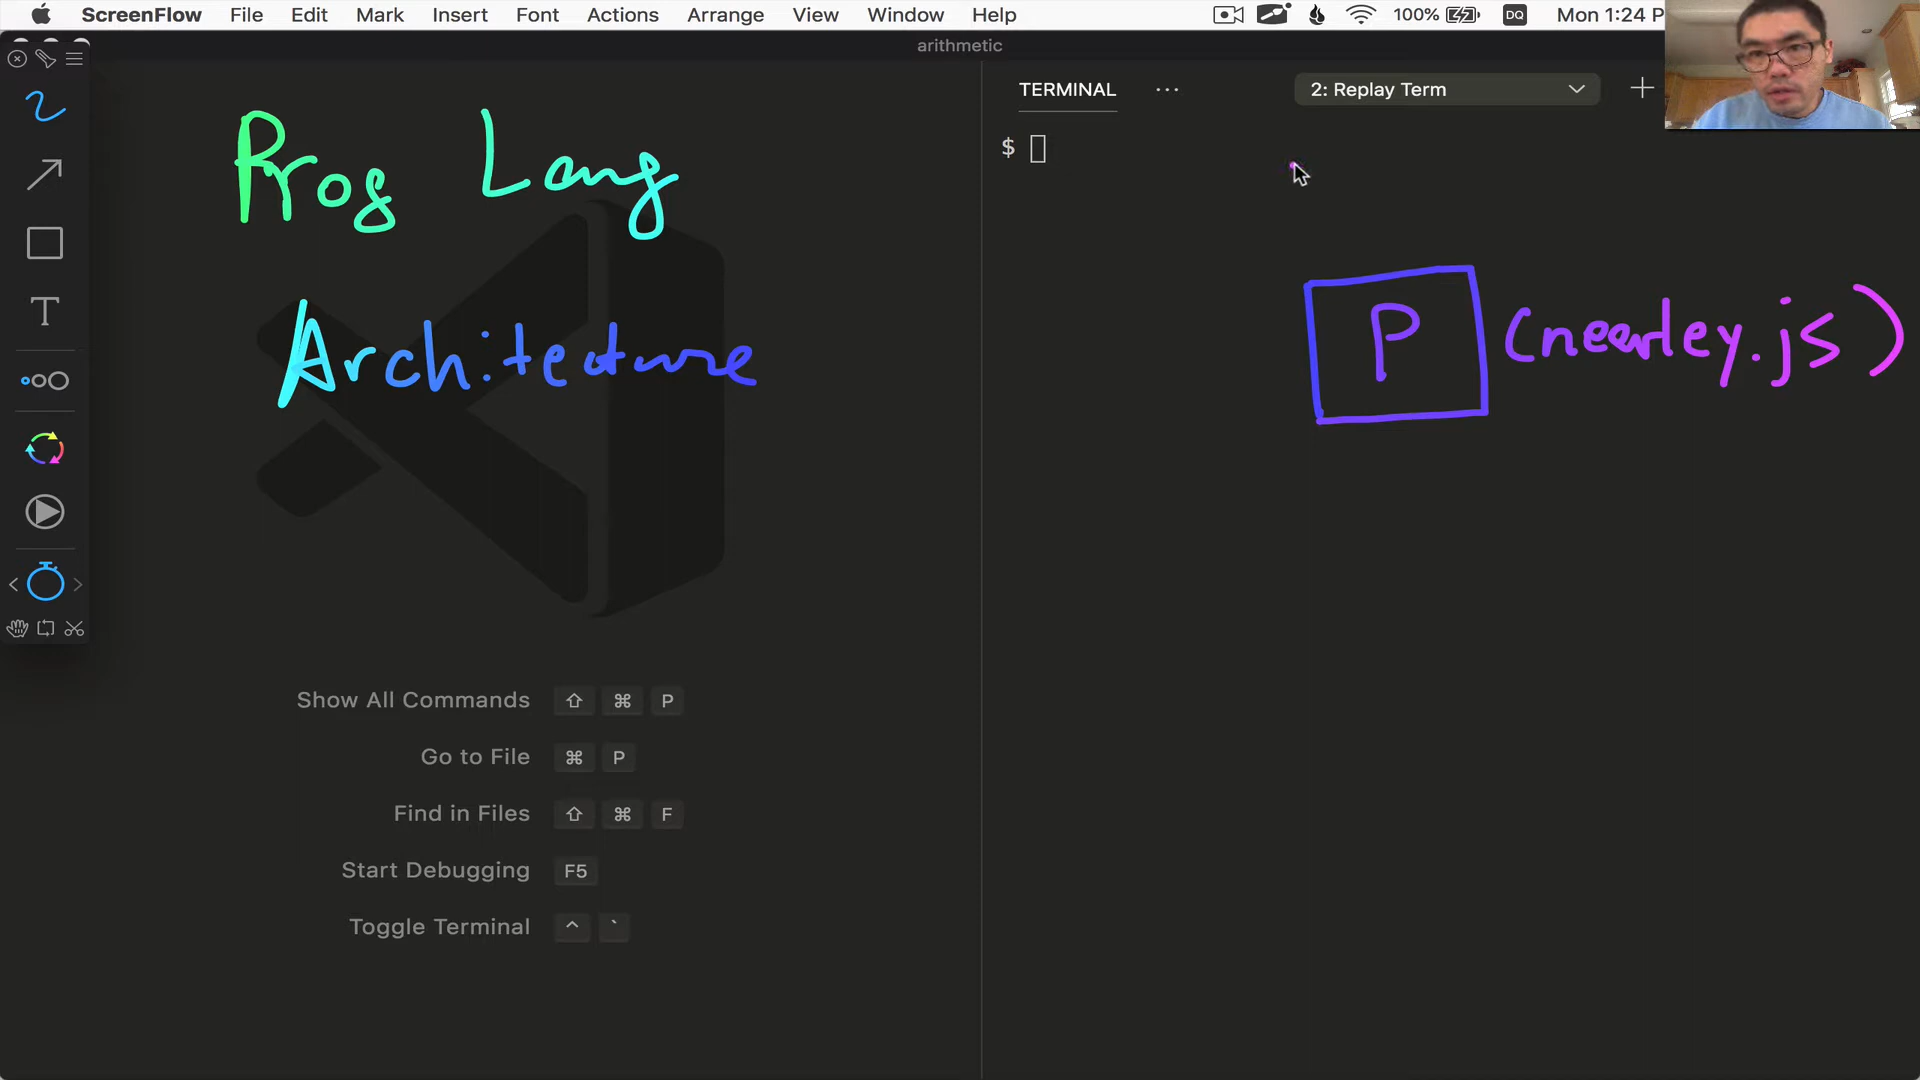 ScreenFlow File Edit Mark Insert Font Actions Arrange View Window Help 100% DQ Mon 1:24 P
arithmetic
TERMINAL ··· 2: Replay Term
$
Prog Lang
Architecture
P (nearley.js)
Show All Commands ⇧ ⌘ P
Go to File ⌘ P
Find in Files ⇧ ⌘ F
Start Debugging F5
Toggle Terminal ^ `